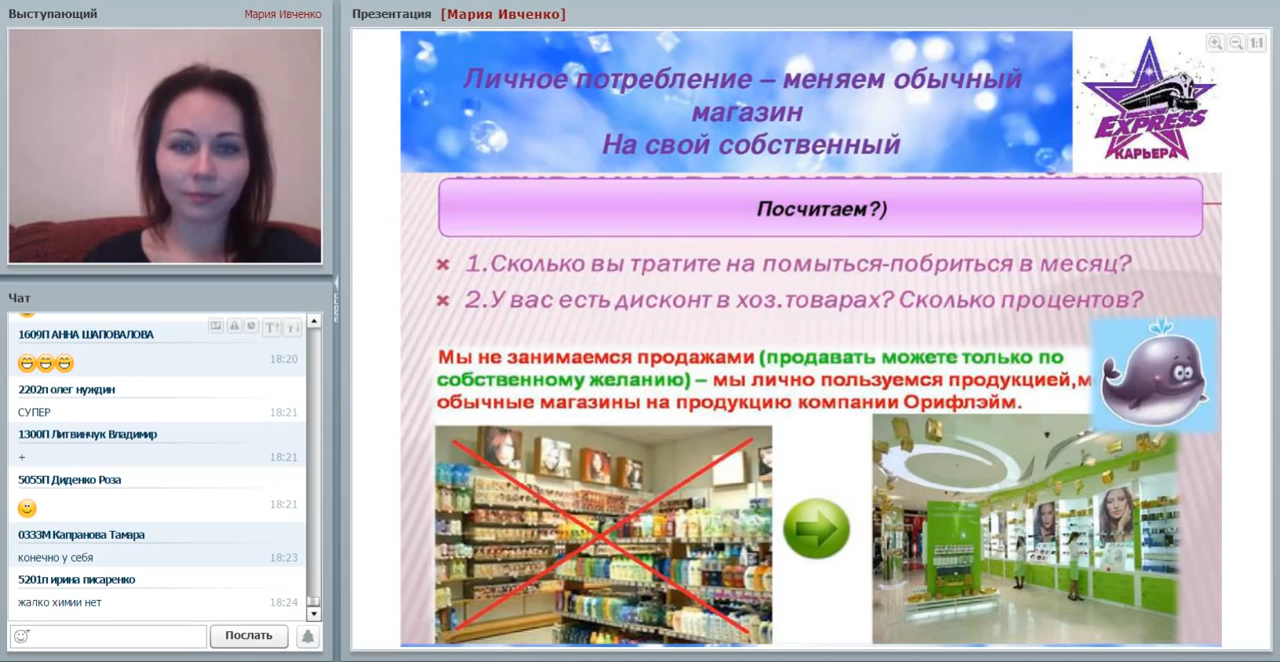 Выступающий
Мария Ивченко
Чат
1609П АННА ШАПОВАЛОВА
18:20
2202п олег нуждин
СУПЕР
18:21
1300П Литвинчук Владимир
+
18:21
5055П Диденко Роза
18:21
0333М Капранова Тамара
конечно у себя
18:23
5201п ирина писаренко
жалко химии нет
18:24
Послать
Презентация [Мария Ивченко]
1:1
Личное потребление – меняем обычный
магазин
На свой собственный
EXPRESS
КАРЬЕРА
Посчитаем?)
1.Сколько вы тратите на помыться-побриться в месяц?
2.У вас есть дисконт в хоз.товарах? Сколько процентов?
Мы не занимаемся продажами (продавать можете только по
собственному желанию) – мы лично пользуемся продукцией,м
обычные магазины на продукцию компании Орифлэйм.